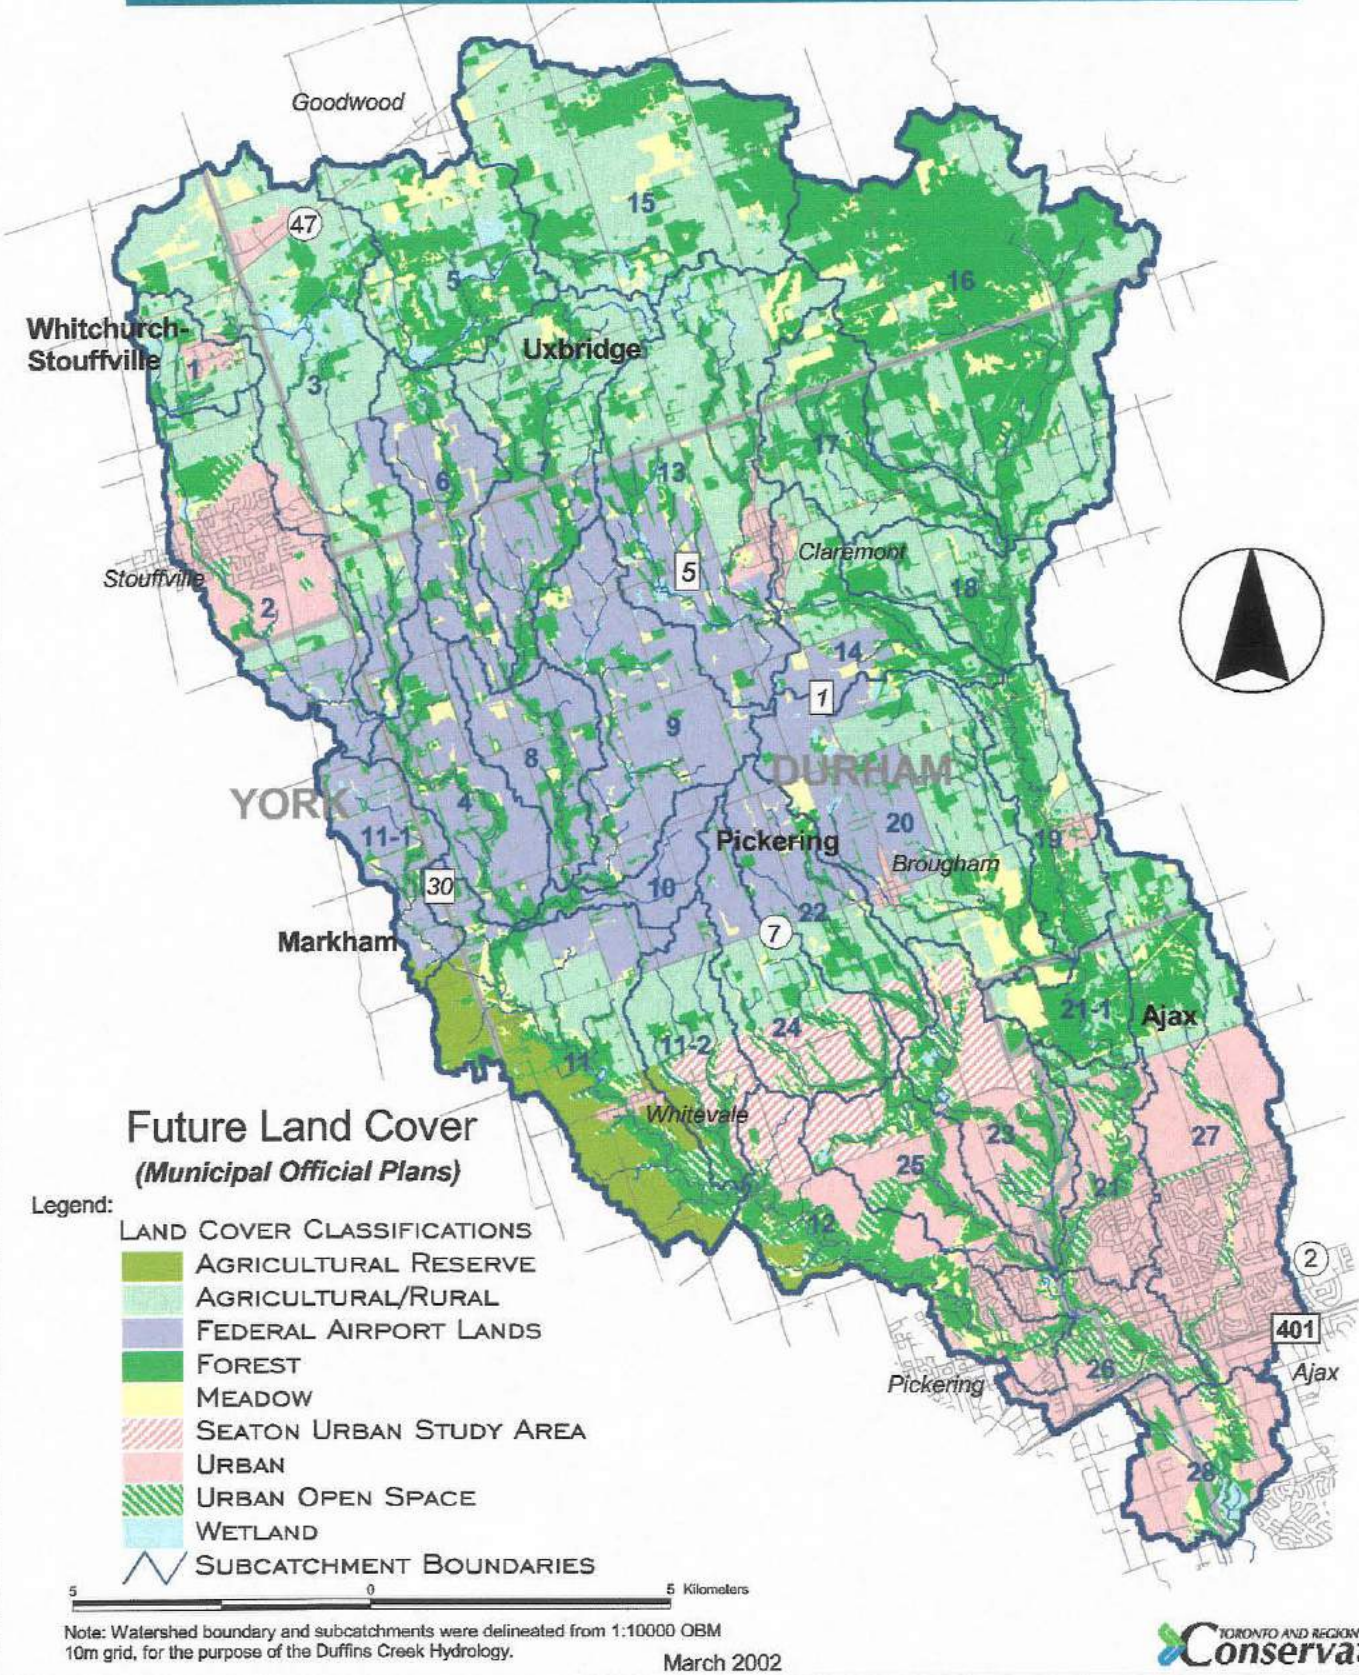 Goodwood
47
15
5
16
Whitchurch-
Stouffville
Uxbridge
1
3
17
6
7
13
Claremont
5
Stouffville
18
2
14
1
9
8
DURHAM
YORK
4
11-1
20
Pickering
19
Brougham
30
10
22
7
Markham
21-1
Ajax
24
11-2
11
Whitevale
23
27
25
21
12
2
401
26
Pickering
Ajax
28
Future Land Cover
(Municipal Official Plans)
Legend:
LAND COVER CLASSIFICATIONS
AGRICULTURAL RESERVE
AGRICULTURAL/RURAL
FEDERAL AIRPORT LANDS
FOREST
MEADOW
SEATON URBAN STUDY AREA
URBAN
URBAN OPEN SPACE
WETLAND
SUBCATCHMENT BOUNDARIES
5 0 5 Kilometers
Note: Watershed boundary and subcatchments were delineated from 1:10000 OBM
10m grid, for the purpose of the Duffins Creek Hydrology.
March 2002
TORONTO AND REGION
Conserva